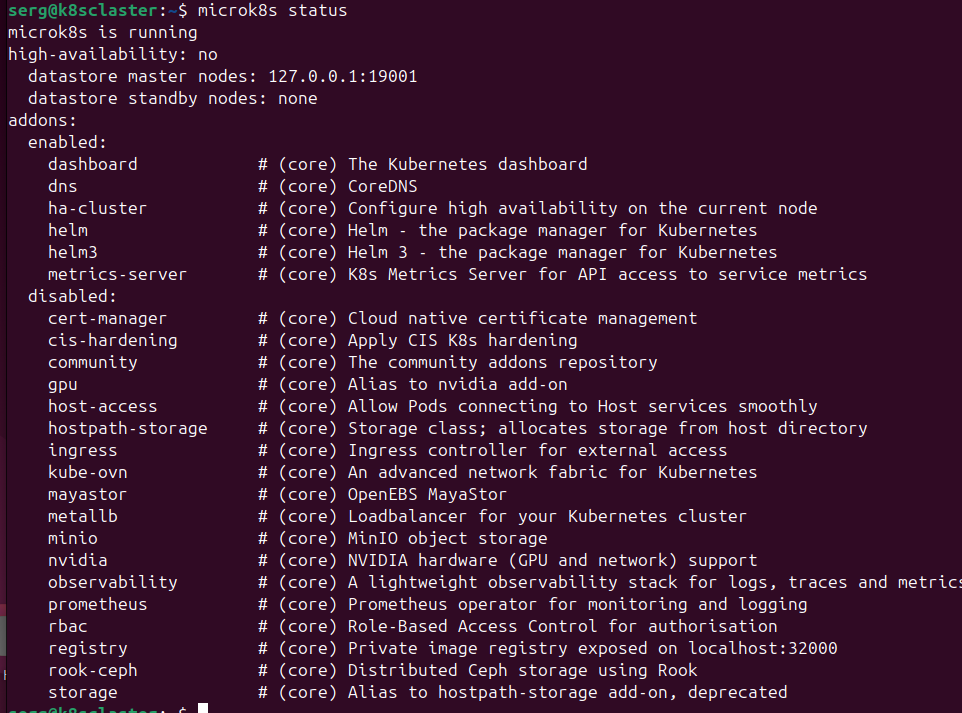 serg@k8sclaster:~$ microk8s status
microk8s is running
high-availability: no
  datastore master nodes: 127.0.0.1:19001
  datastore standby nodes: none
addons:
  enabled:
    dashboard            # (core) The Kubernetes dashboard
    dns                  # (core) CoreDNS
    ha-cluster           # (core) Configure high availability on the current node
    helm                 # (core) Helm - the package manager for Kubernetes
    helm3                # (core) Helm 3 - the package manager for Kubernetes
    metrics-server       # (core) K8s Metrics Server for API access to service metrics
  disabled:
    cert-manager         # (core) Cloud native certificate management
    cis-hardening        # (core) Apply CIS K8s hardening
    community            # (core) The community addons repository
    gpu                  # (core) Alias to nvidia add-on
    host-access          # (core) Allow Pods connecting to Host services smoothly
    hostpath-storage     # (core) Storage class; allocates storage from host directory
    ingress              # (core) Ingress controller for external access
    kube-ovn             # (core) An advanced network fabric for Kubernetes
    mayastor             # (core) OpenEBS MayaStor
    metallb              # (core) Loadbalancer for your Kubernetes cluster
    minio                # (core) MinIO object storage
    nvidia               # (core) NVIDIA hardware (GPU and network) support
    observability        # (core) A lightweight observability stack for logs, traces and metrics
    prometheus           # (core) Prometheus operator for monitoring and logging
    rbac                 # (core) Role-Based Access Control for authorisation
    registry             # (core) Private image registry exposed on localhost:32000
    rook-ceph            # (core) Distributed Ceph storage using Rook
    storage              # (core) Alias to hostpath-storage add-on, deprecated
serg@k8sclaster:~$